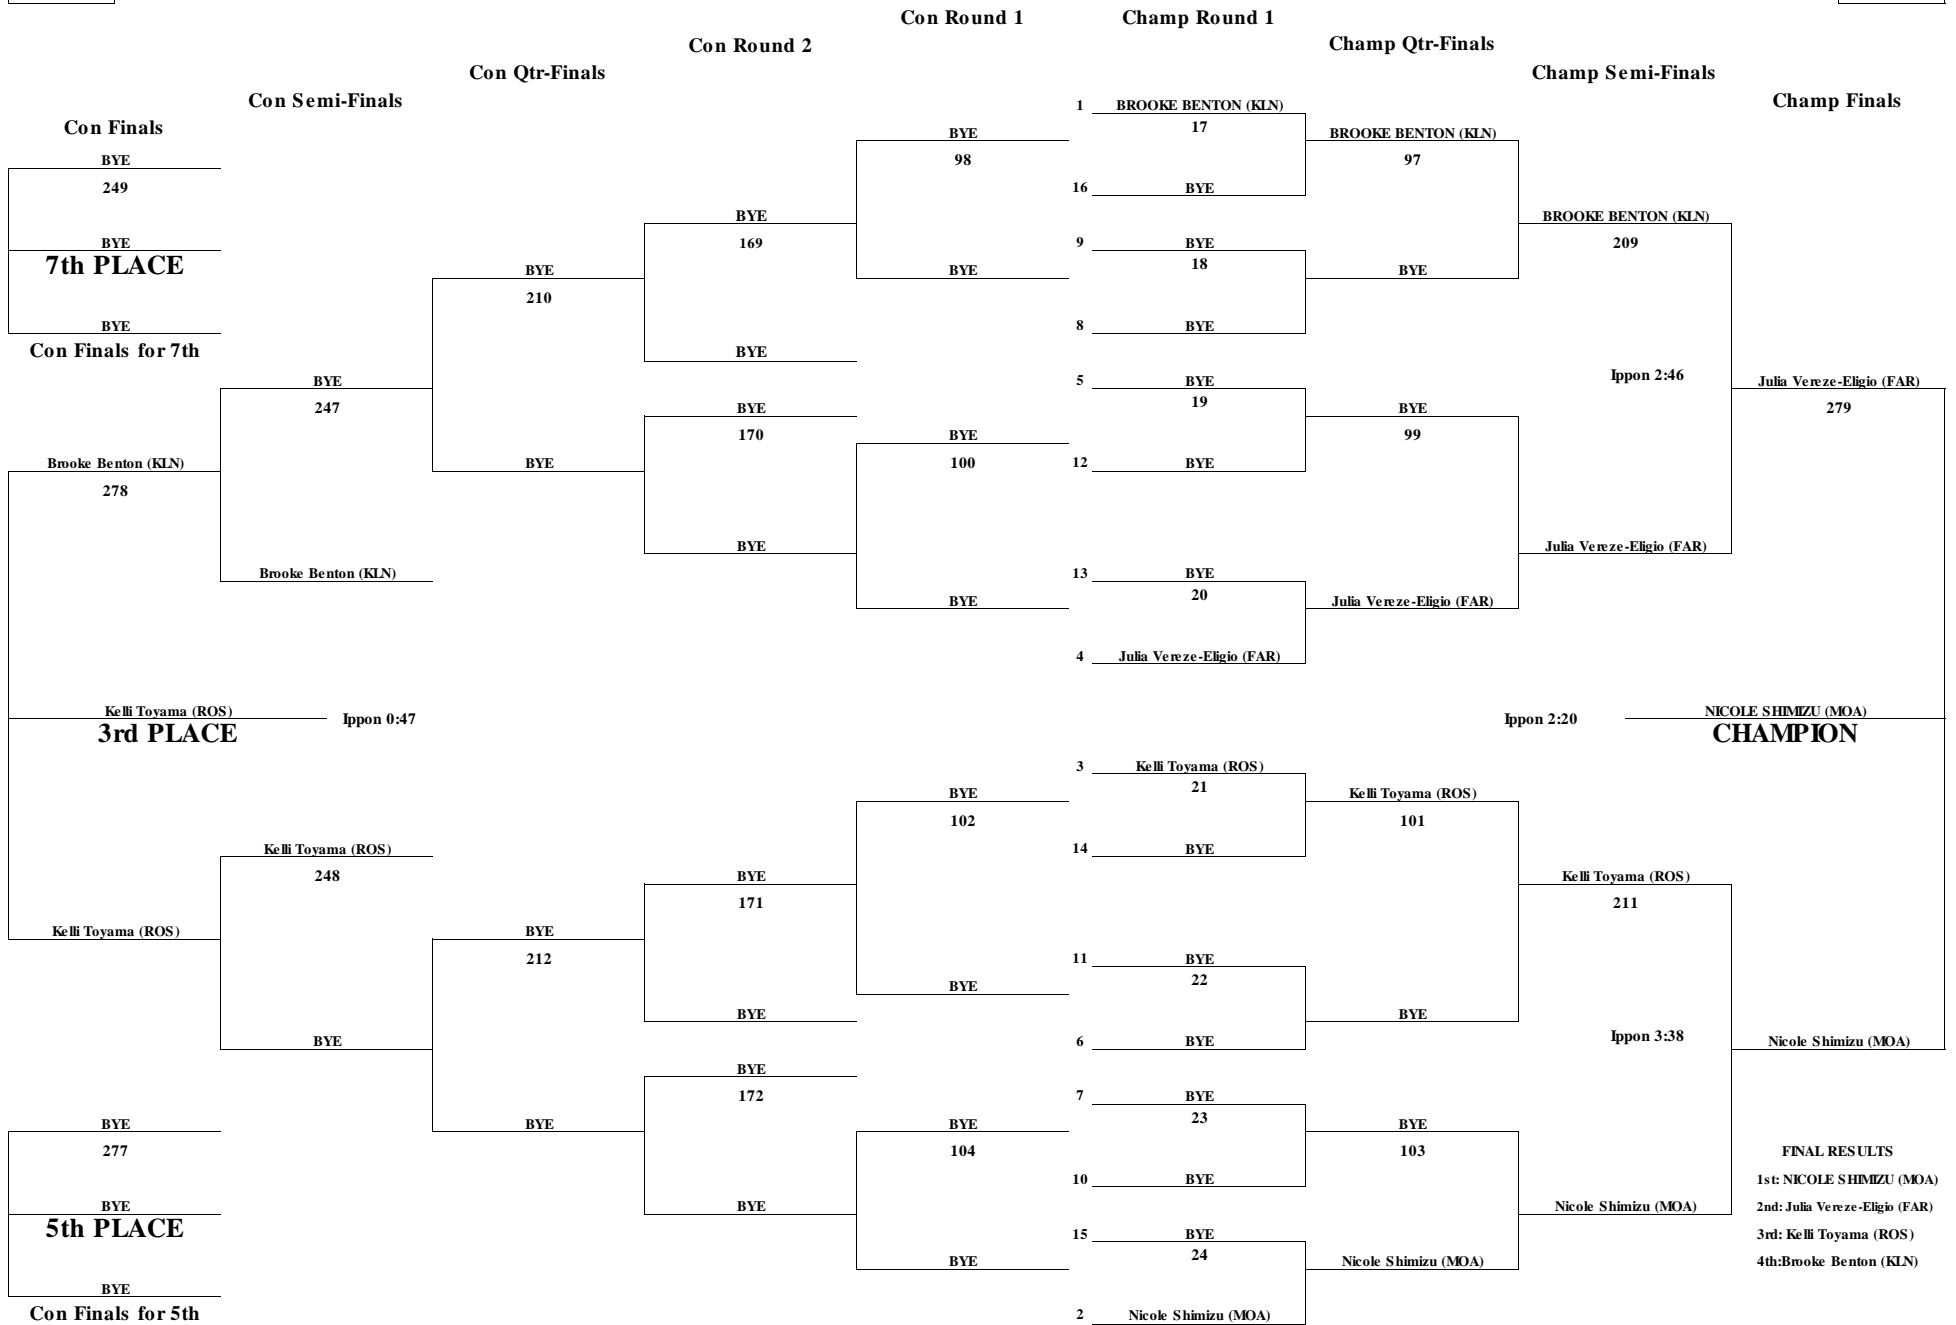 Con Round 1 Champ Round 1
Con Round 2 Champ Qtr-Finals
Con Qtr-Finals Champ Semi-Finals
Con Semi-Finals Champ Finals
1 BROOKE BENTON (KLN)
Con Finals 17
BYE BROOKE BENTON (KLN)
BYE 98 97
249 16 BYE
BYE BROOKE BENTON (KLN)
BYE 169 9 BYE 209
7th PLACE 18
BYE BYE BYE
210
BYE 8 BYE
Con Finals for 7th BYE
Ippon 2:46
BYE 5 BYE Julia Vereze-Eligio (FAR)
247 BYE 19 BYE 279
170 BYE 99
Brooke Benton (KLN) BYE 100 12 BYE
278
BYE Julia Vereze-Eligio (FAR)
Brooke Benton (KLN) 13 BYE
20
BYE Julia Vereze-Eligio (FAR)
4 Julia Vereze-Eligio (FAR)
Kelli Toyama (ROS) Ippon 0:47 Ippon 2:20 NICOLE SHIMIZU (MOA)
3rd PLACE CHAMPION
3 Kelli Toyama (ROS)
21
BYE Kelli Toyama (ROS)
102 101
Kelli Toyama (ROS) 14 BYE
248 BYE Kelli Toyama (ROS)
171 211
Kelli Toyama (ROS) BYE
212 11 BYE
22
BYE
BYE BYE
BYE 6 BYE Ippon 3:38 Nicole Shimizu (MOA)
BYE
172 7 BYE
23
BYE BYE BYE BYE
277 104 103 FINAL RESULTS
10 BYE 1st: NICOLE SHIMIZU (MOA)
BYE BYE Nicole Shimizu (MOA) 2nd: Julia Vereze-Eligio (FAR)
5th PLACE 15 BYE 3rd: Kelli Toyama (ROS)
24
BYE Nicole Shimizu (MOA) 4th:Brooke Benton (KLN)
BYE
Con Finals for 5th 2 Nicole Shimizu (MOA)